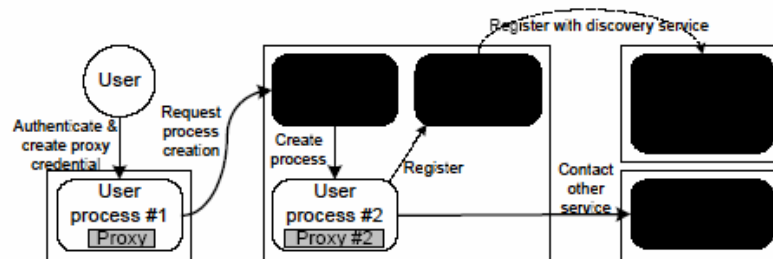 Register with discovery service
User
Request
process
creation
Authenticate &
create proxy
credential
Create
process
Register
Contact
other
service
User
process #1
Proxy
User
process #2
Proxy #2